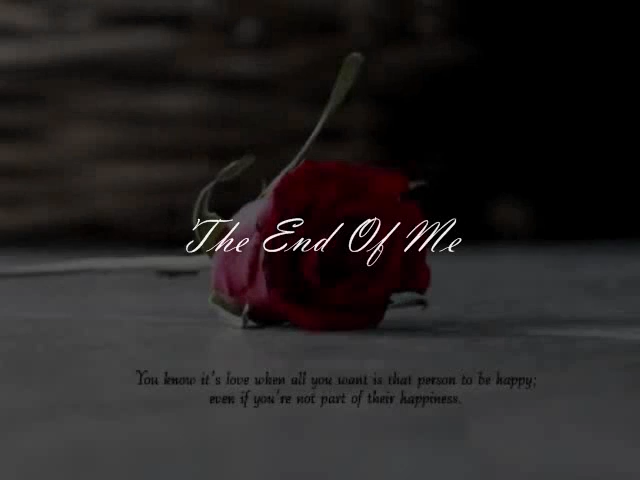 The End Of Me
You know it's love when all you want is that person to be happy;
even if you're not part of their happiness.